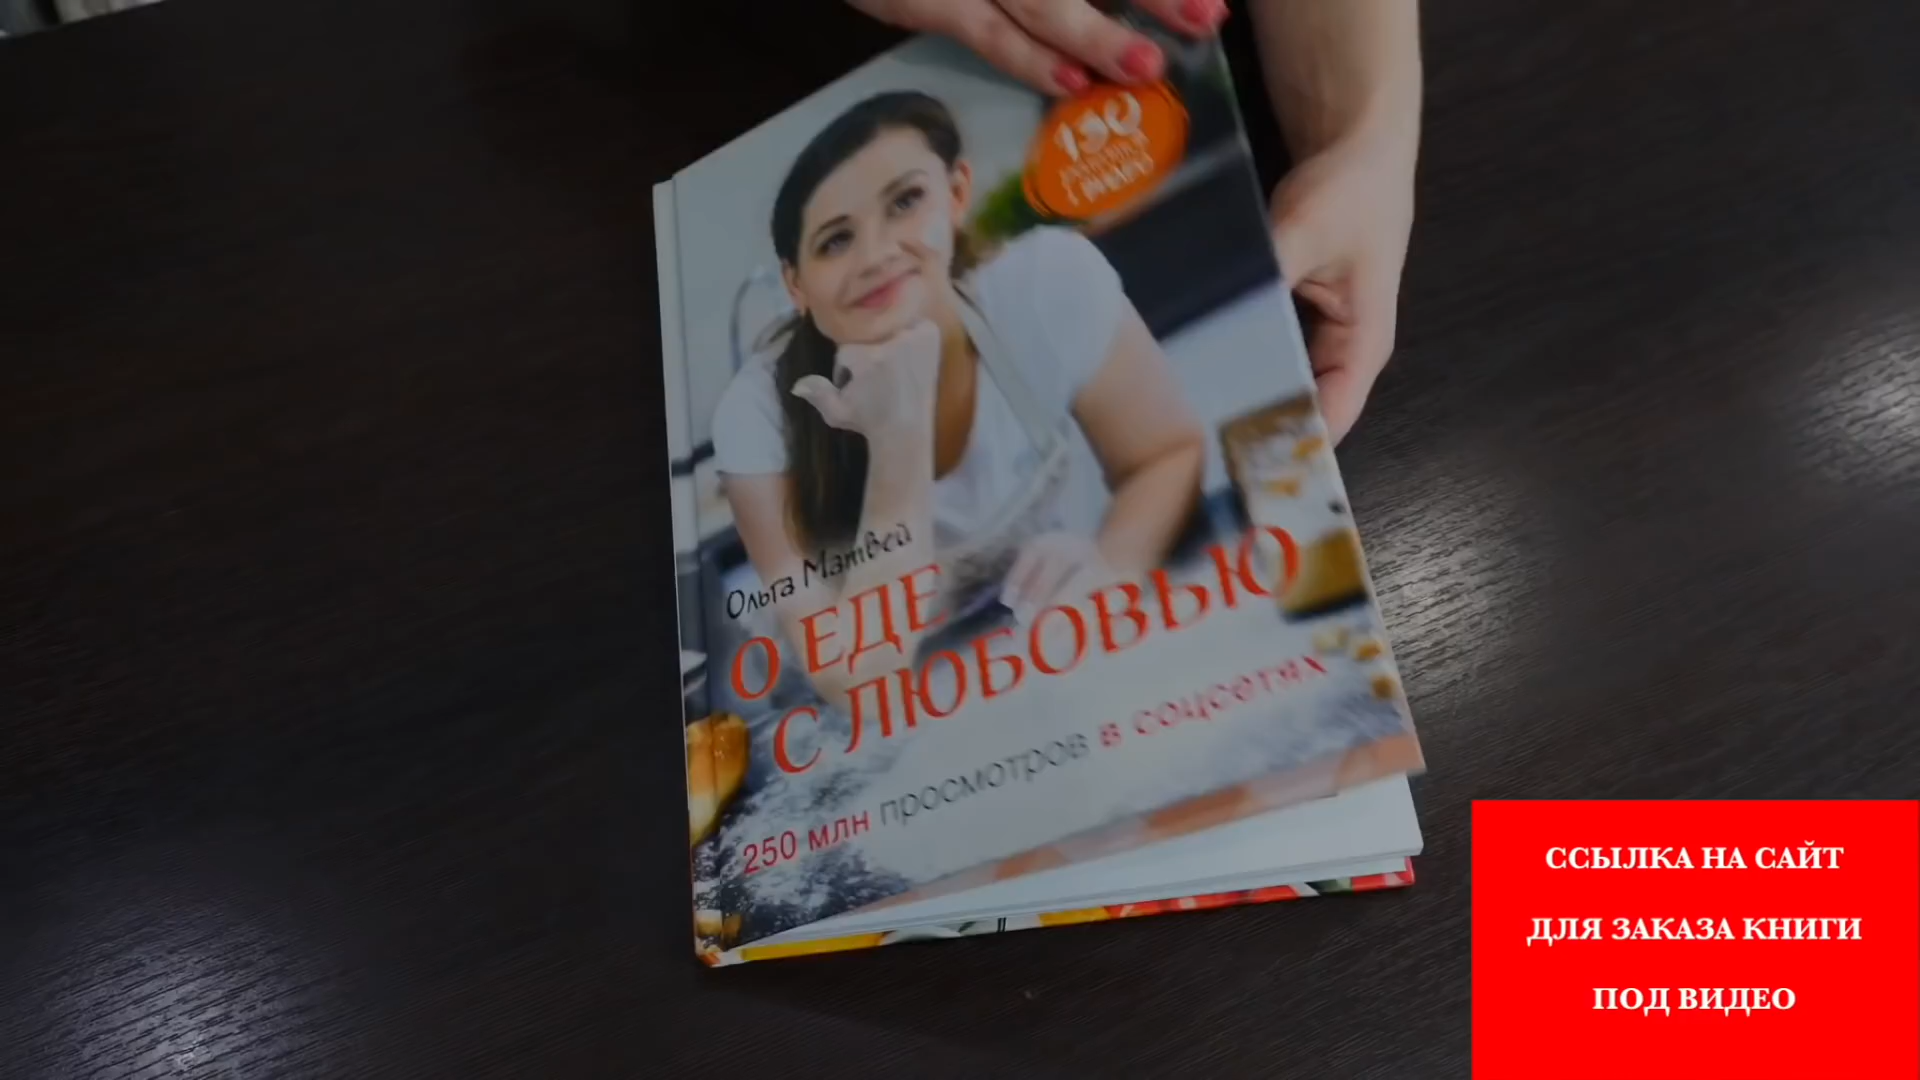 Ольга Матвей
О ЕДЕ
С ЛЮБОВЬЮ
250 млн просмотров в соцсетях
ССЫЛКА НА САЙТ
ДЛЯ ЗАКАЗА КНИГИ
ПОД ВИДЕО